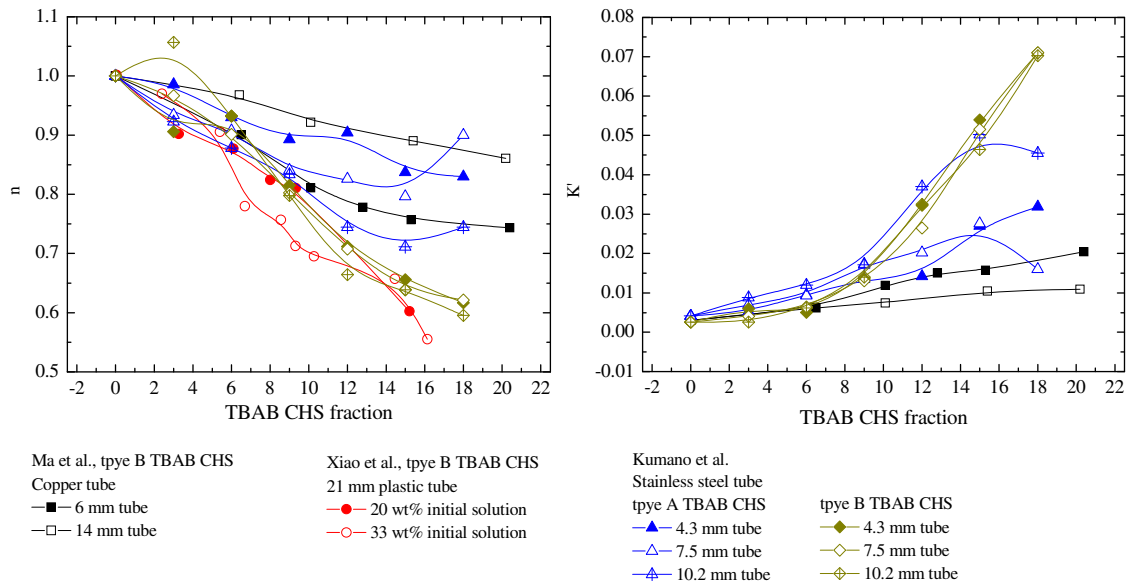 1.1
1.0
0.9
0.8
0.7
0.6
0.5
n
-2 0 2 4 6 8 10 12 14 16 18 20 22
TBAB CHS fraction
0.08
0.07
0.06
0.05
0.04
0.03
0.02
0.01
0.00
-0.01
K'
-2 0 2 4 6 8 10 12 14 16 18 20 22
TBAB CHS fraction
Ma et al., tpye B TBAB CHS
Copper tube
6 mm tube
14 mm tube
Xiao et al., tpye B TBAB CHS
21 mm plastic tube
20 wt% initial solution
33 wt% initial solution
Kumano et al.
Stainless steel tube
tpye A TBAB CHS
4.3 mm tube
7.5 mm tube
10.2 mm tube
tpye B TBAB CHS
4.3 mm tube
7.5 mm tube
10.2 mm tube